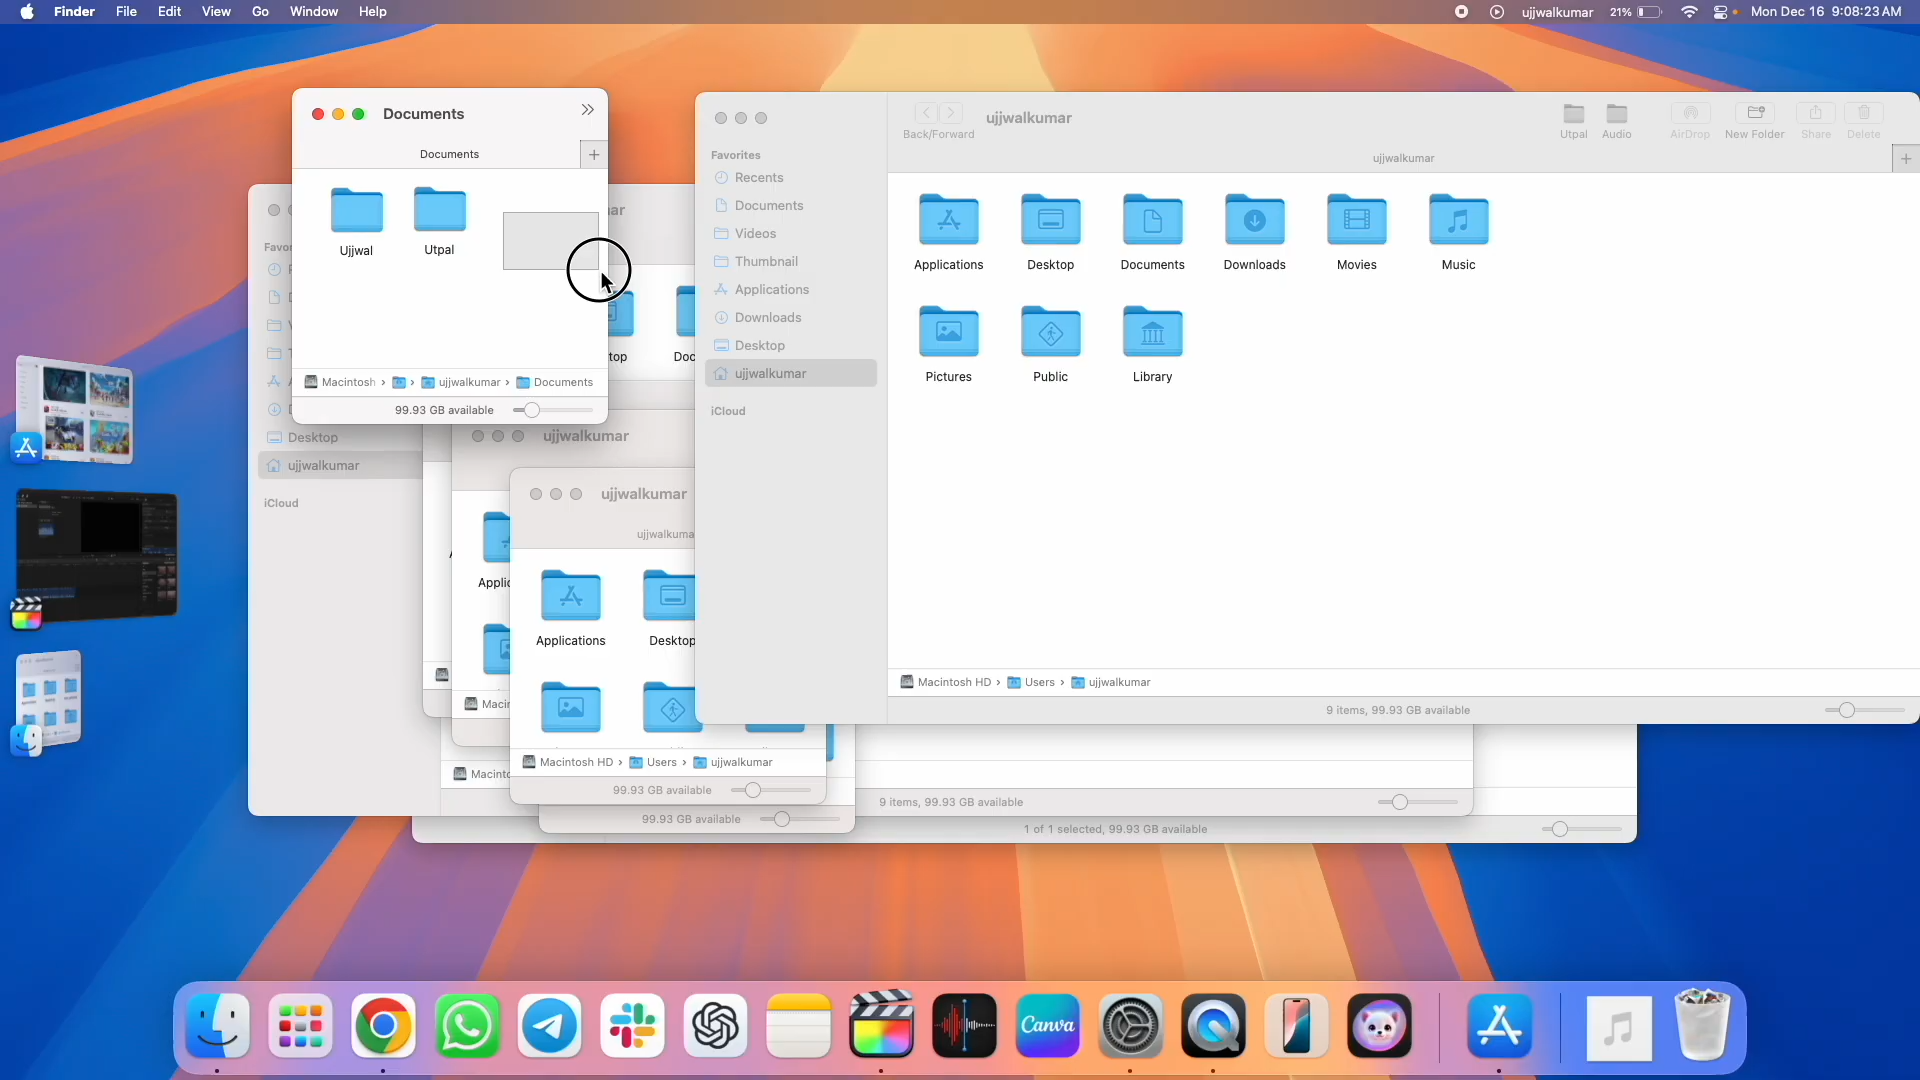 Finder File Edit View Go Window Help
ujjwalkumar 21% Mon Dec 16 9:08:23 AM
Documents
Documents
Ujjwal Utpal
Macintosh › › ujjwalkumar › Documents
99.93 GB available
Desktop
ujjwalkumar
iCloud
ujjwalkumar
ujjwalkumar
Applications Desktop
Macintosh HD › Users › ujjwalkumar
99.93 GB available
99.93 GB available
ujjwalkumar
Back/Forward
Utpal Audio AirDrop New Folder Share Delete
ujjwalkumar
Favorites
Recents
Documents
Videos
Thumbnail
Applications
Downloads
Desktop
ujjwalkumar
iCloud
Applications Desktop Documents Downloads Movies Music
Pictures Public Library
Macintosh HD › Users › ujjwalkumar
9 items, 99.93 GB available
9 items, 99.93 GB available
1 of 1 selected, 99.93 GB available
Canva